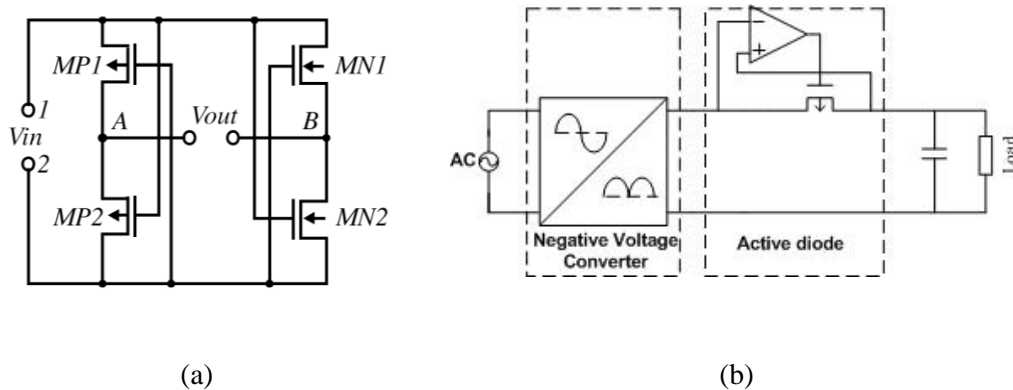 MP1
MN1
1
A
Vout
B
Vin
2
MP2
MN2
(a)
−
+
AC
Load
Negative Voltage
Converter
Active diode
(b)